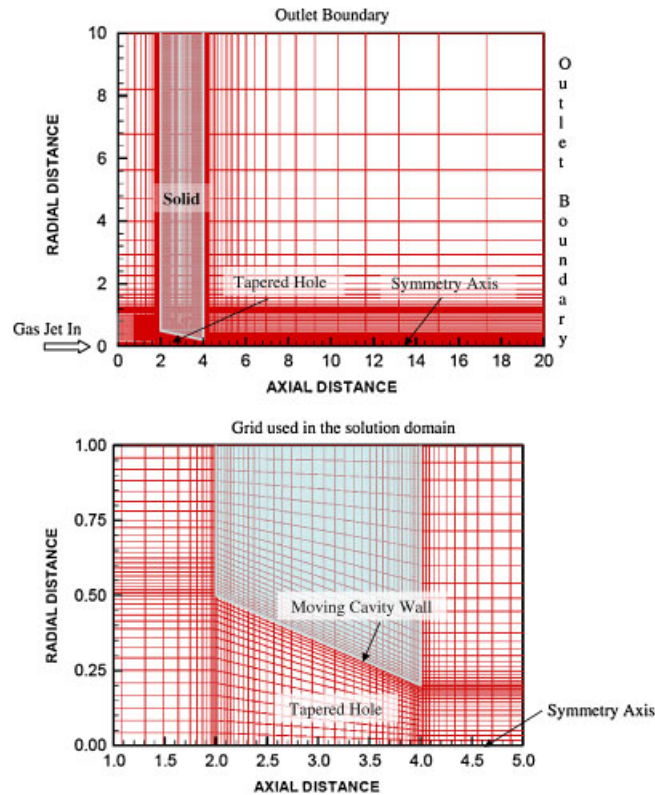 Outlet Boundary
10
8
6
4
2
0
RADIAL DISTANCE
Solid
Tapered Hole
Symmetry Axis
Gas Jet In
Outlet Boundary
0 2 4 6 8 10 12 14 16 18 20
AXIAL DISTANCE
Grid used in the solution domain
1.00
0.75
0.50
0.25
0.00
RADIAL DISTANCE
Moving Cavity Wall
Tapered Hole
Symmetry Axis
1.0 1.5 2.0 2.5 3.0 3.5 4.0 4.5 5.0
AXIAL DISTANCE